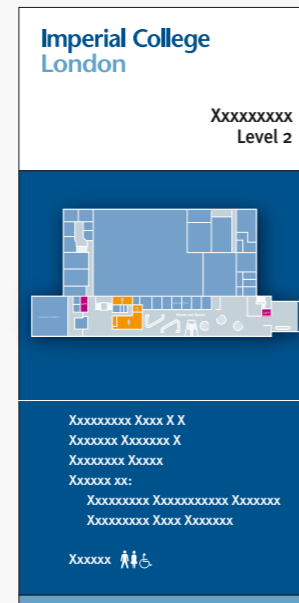 Imperial College
London
Xxxxxxxxx
Level 2
Xxxxxxxxx Xxxx X X
Xxxxxxx Xxxxxxx X
Xxxxxxxx Xxxxx
Xxxxxx xx:
Xxxxxxxxx Xxxxxxxxxxx Xxxxxxx
Xxxxxxxxx Xxxx Xxxxxxx
Xxxxxx